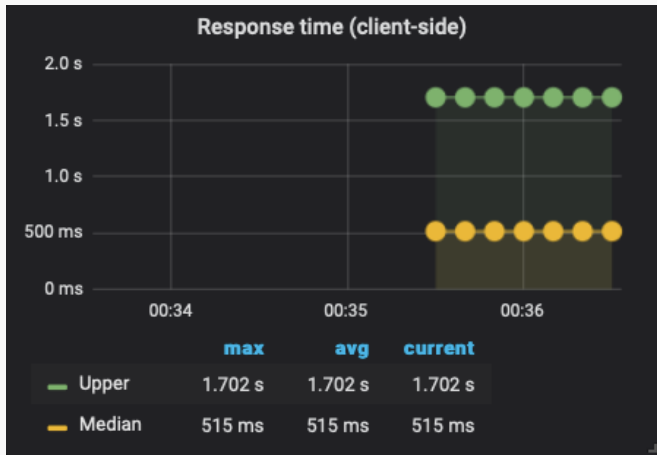 Response time (client-side)
2.0 s
1.5 s
1.0 s
500 ms
0 ms
00:34 00:35 00:36
max avg current
Upper 1.702 s 1.702 s 1.702 s
Median 515 ms 515 ms 515 ms